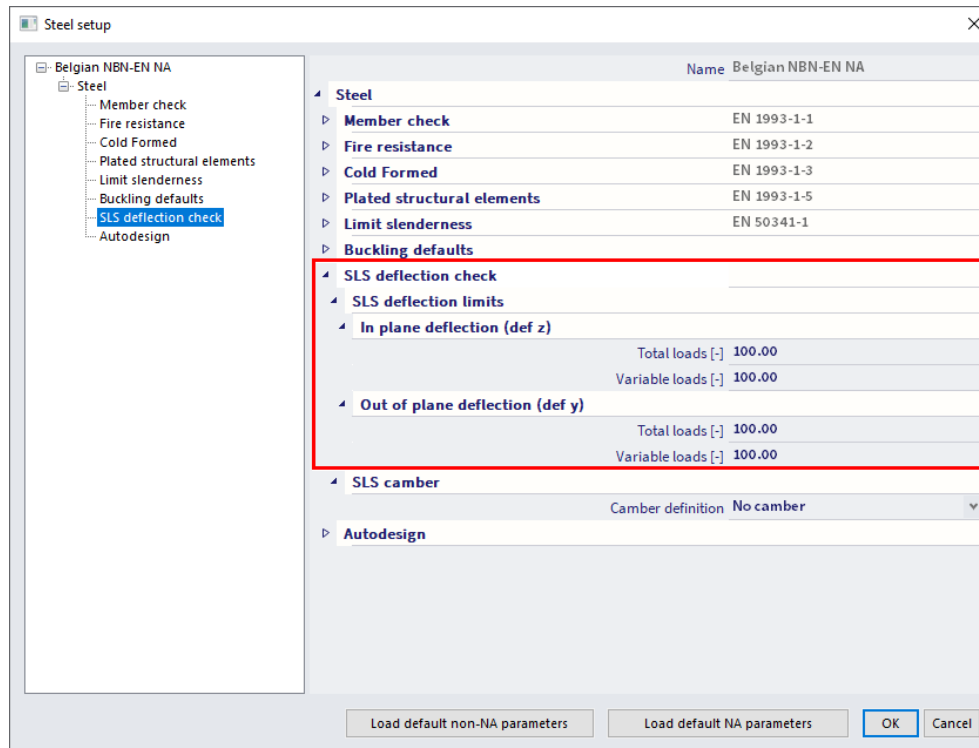 Steel setup
Belgian NBN-EN NA
Steel
Member check
Fire resistance
Cold Formed
Plated structural elements
Limit slenderness
Buckling defaults
SLS deflection check
Autodesign
Name Belgian NBN-EN NA
Steel
Member check EN 1993-1-1
Fire resistance EN 1993-1-2
Cold Formed EN 1993-1-3
Plated structural elements EN 1993-1-5
Limit slenderness EN 50341-1
Buckling defaults
SLS deflection check
SLS deflection limits
In plane deflection (def z)
Total loads [-] 100.00
Variable loads [-] 100.00
Out of plane deflection (def y)
Total loads [-] 100.00
Variable loads [-] 100.00
SLS camber
Camber definition No camber
Autodesign
Load default non-NA parameters Load default NA parameters OK Cancel